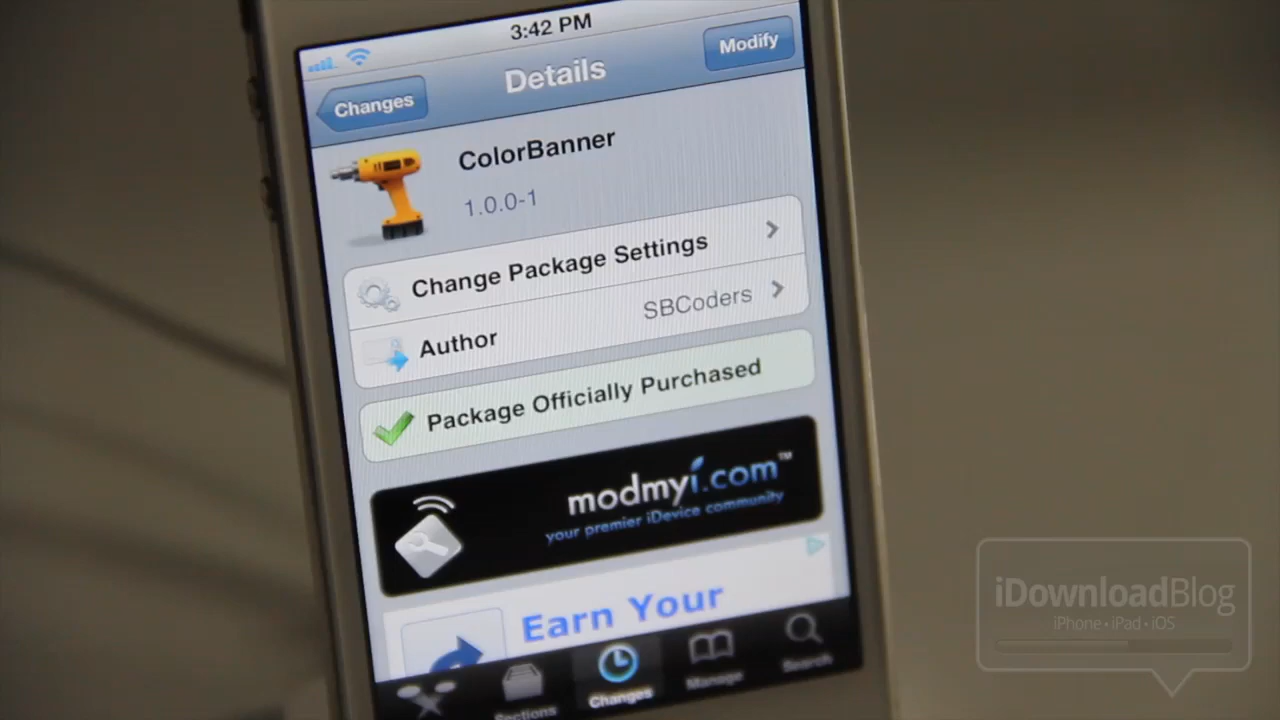 3:42 PM
Changes
Details
Modify
ColorBanner
1.0.0-1
Change Package Settings
Author
SBCoders
Package Officially Purchased
modmyi.com™
your premier iDevice community
Earn Your
Sections
Changes
Manage
Search
iDownloadBlog
iPhone • iPad • iOS